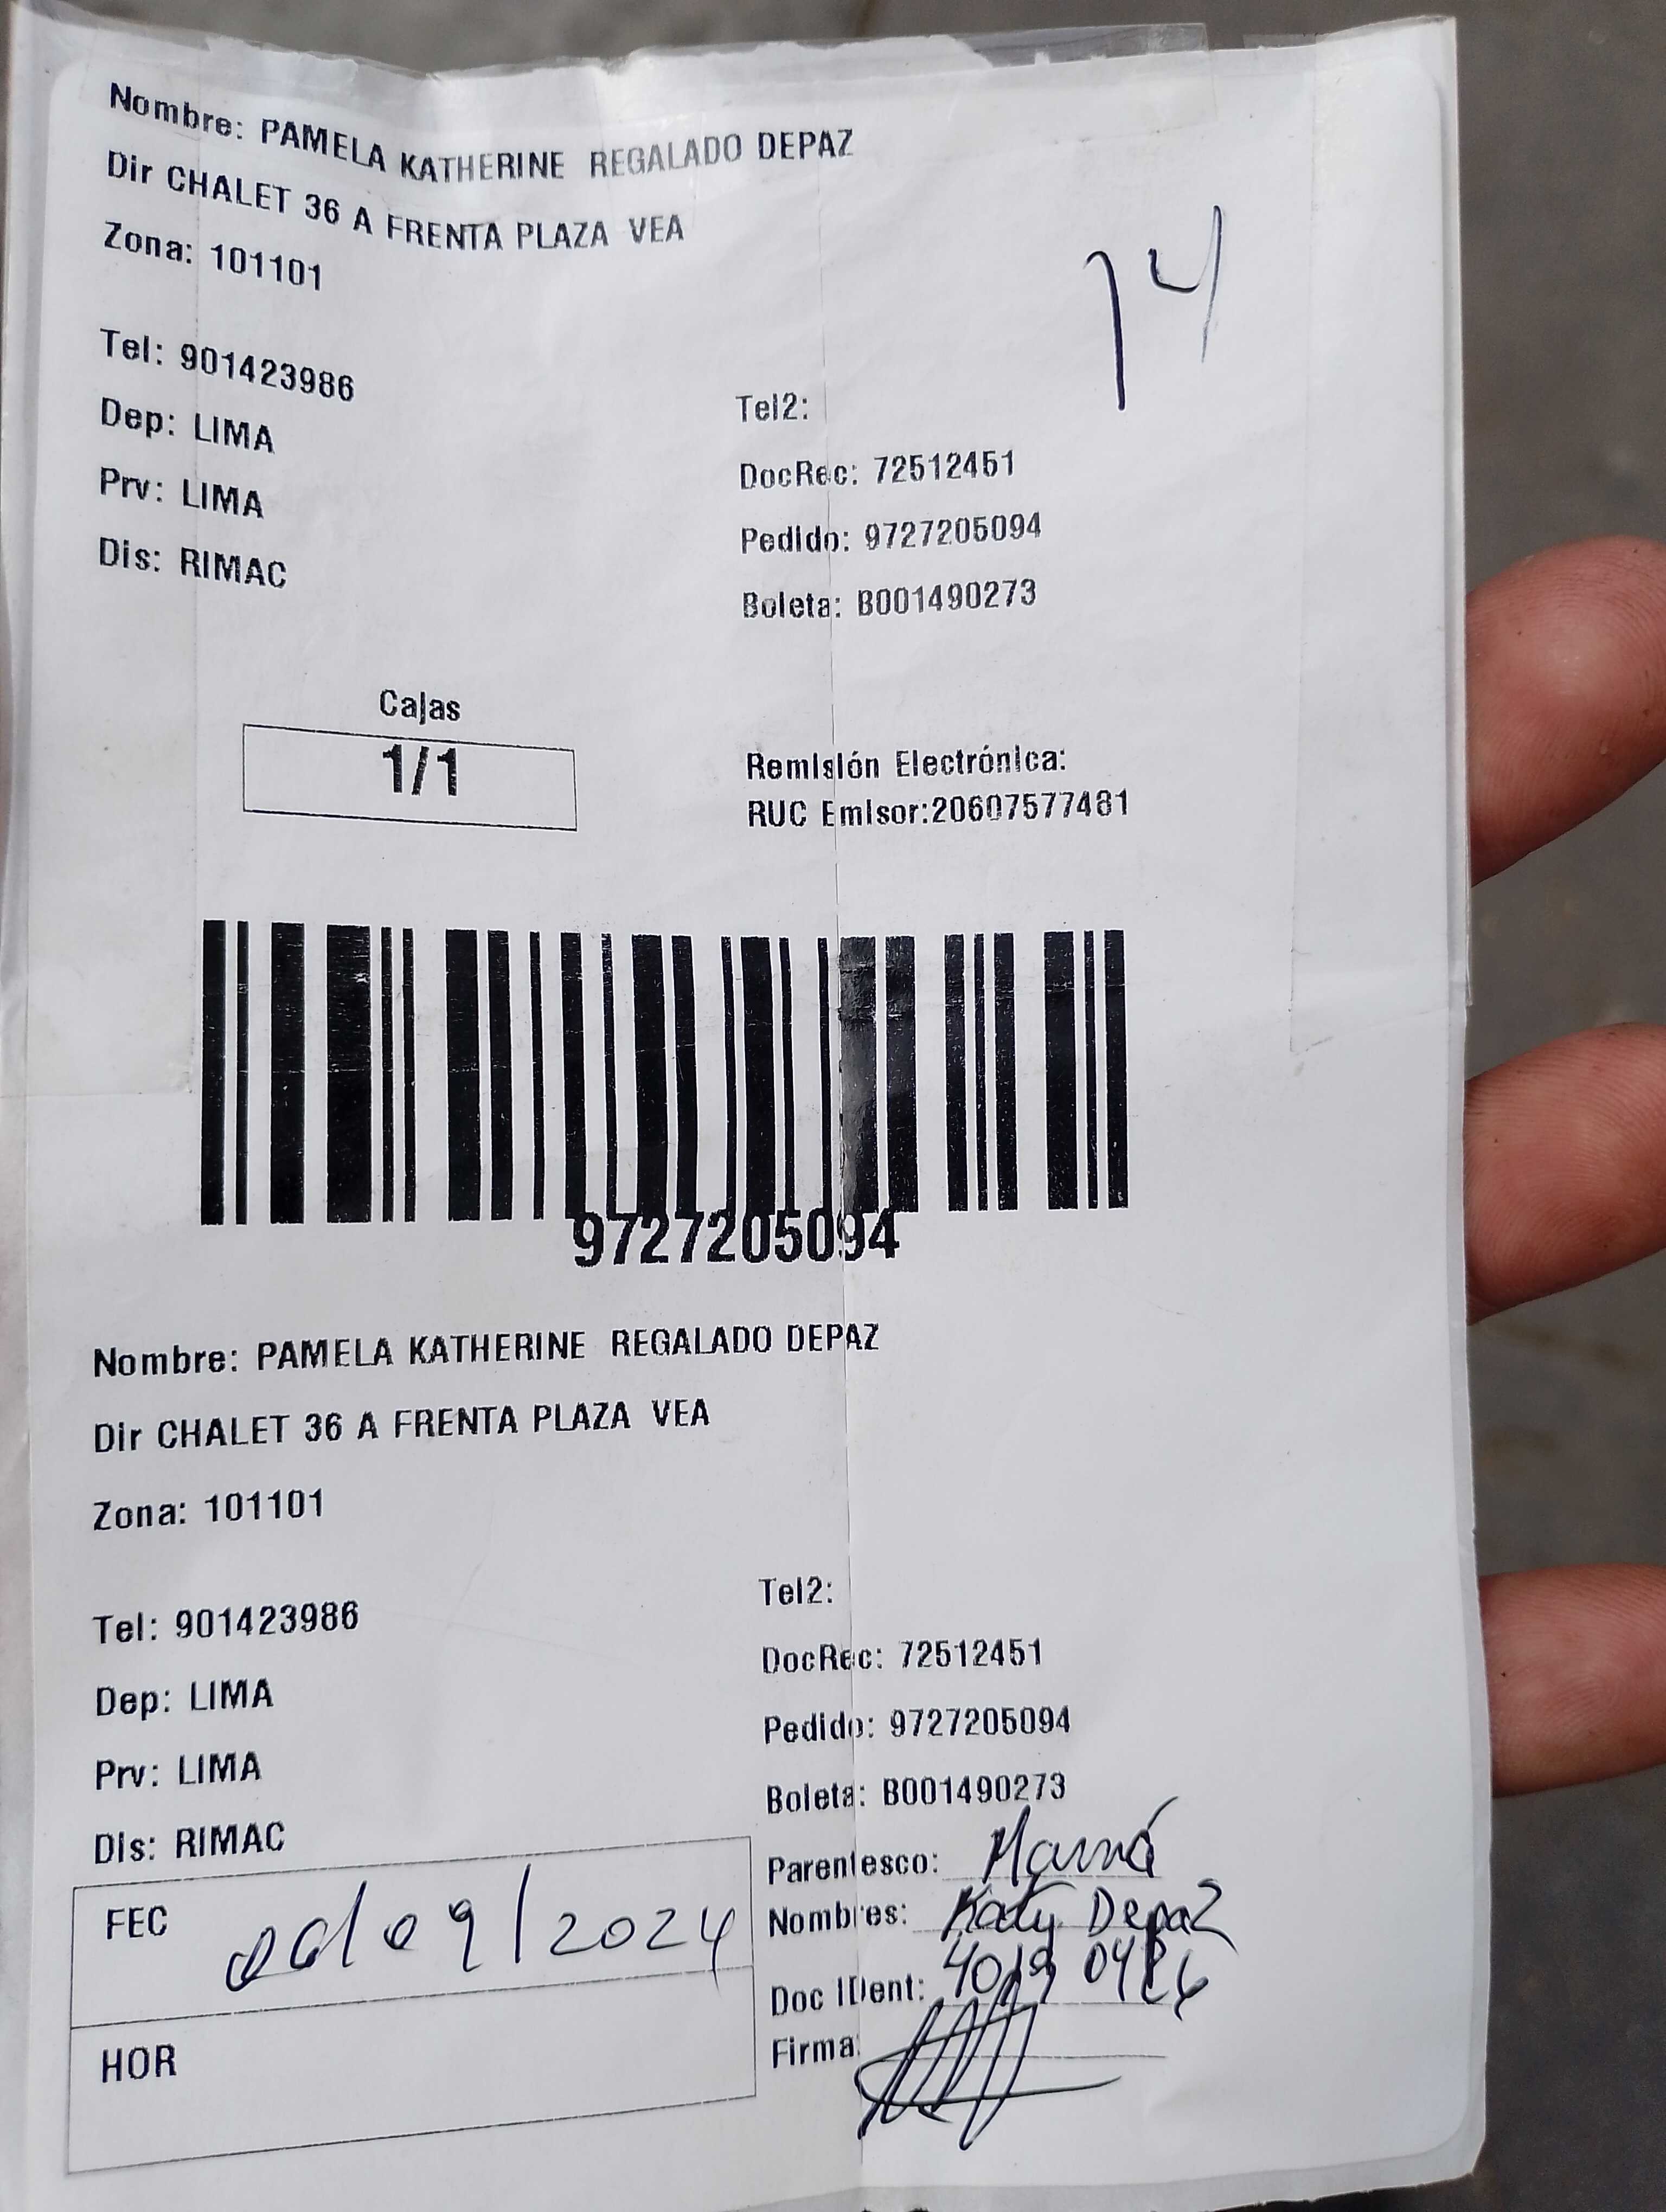 Nombre: PAMELA KATHERINE REGALADO DEPAZ
Dir CHALET 36 A FRENTA PLAZA VEA
Zona: 101101
14
Tel: 901423986
Tel2:
Dep: LIMA
DocRec: 72512451
Prv: LIMA
Pedido: 9727205094
Dis: RIMAC
Boleta: B001490273
Cajas
1/1
Remisión Electrónica:
RUC Emisor:20607577481
9727205094
Nombre: PAMELA KATHERINE REGALADO DEPAZ
Dir CHALET 36 A FRENTA PLAZA VEA
Zona: 101101
Tel: 901423986
Tel2:
DocRec: 72512451
Dep: LIMA
Pedido: 9727205094
Prv: LIMA
Boleta: B001490273
Dis: RIMAC
Parentesco: Mamá
FEC 09/2024
Nombres: Katy Depaz
Doc IDent:
HOR
Firma: